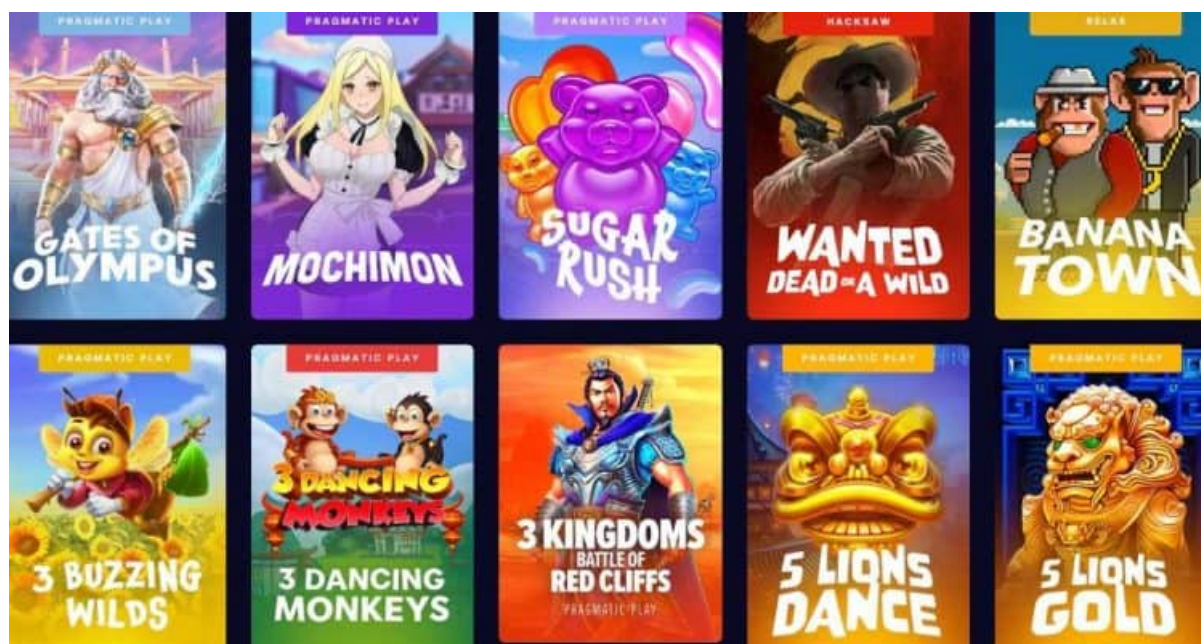 PRAGMATIC PLAY
GATES OF
OLYMPUS
PRAGMATIC PLAY
MOCHIMON
PRAGMATIC PLAY
SUGAR
RUSH
HACKSAW
WANTED
DEAD OR A WILD
RELAX
BANANA
TOWN
PRAGMATIC PLAY
3 BUZZING
WILDS
PRAGMATIC PLAY
3 DANCING
MONKEYS
3 DANCING
MONKEYS
3 KINGDOMS
BATTLE OF
RED CLIFFS
PRAGMATIC PLAY
PRAGMATIC PLAY
5 LIONS
DANCE
PRAGMATIC PLAY
5 LIONS
GOLD